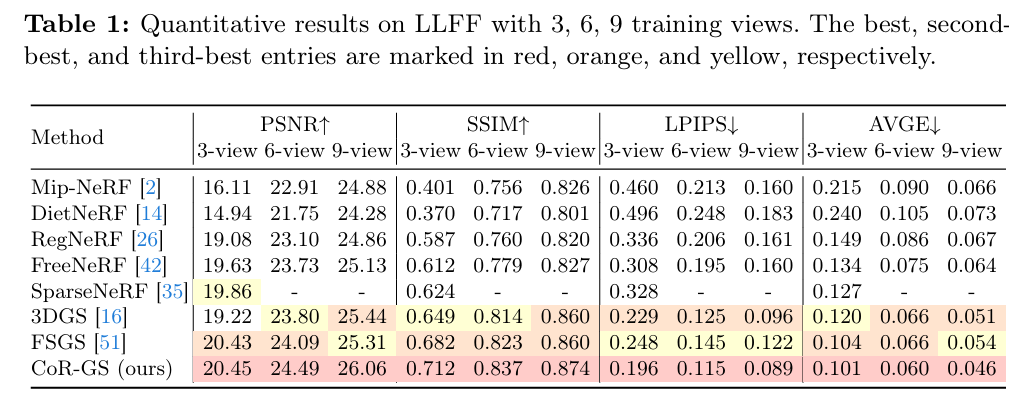 Table 1: Quantitative results on LLFF with 3, 6, 9 training views. The best, second-
best, and third-best entries are marked in red, orange, and yellow, respectively.
Method PSNR↑ SSIM↑ LPIPS↓ AVGE↓
3-view 6-view 9-view 3-view 6-view 9-view 3-view 6-view 9-view 3-view 6-view 9-view
Mip-NeRF [2] 16.11 22.91 24.88 0.401 0.756 0.826 0.460 0.213 0.160 0.215 0.090 0.066
DietNeRF [14] 14.94 21.75 24.28 0.370 0.717 0.801 0.496 0.248 0.183 0.240 0.105 0.073
RegNeRF [26] 19.08 23.10 24.86 0.587 0.760 0.820 0.336 0.206 0.161 0.149 0.086 0.067
FreeNeRF [42] 19.63 23.73 25.13 0.612 0.779 0.827 0.308 0.195 0.160 0.134 0.075 0.064
SparseNeRF [35] 19.86 - - 0.624 - - 0.328 - - 0.127 - -
3DGS [16] 19.22 23.80 25.44 0.649 0.814 0.860 0.229 0.125 0.096 0.120 0.066 0.051
FSGS [51] 20.43 24.09 25.31 0.682 0.823 0.860 0.248 0.145 0.122 0.104 0.066 0.054
CoR-GS (ours) 20.45 24.49 26.06 0.712 0.837 0.874 0.196 0.115 0.089 0.101 0.060 0.046